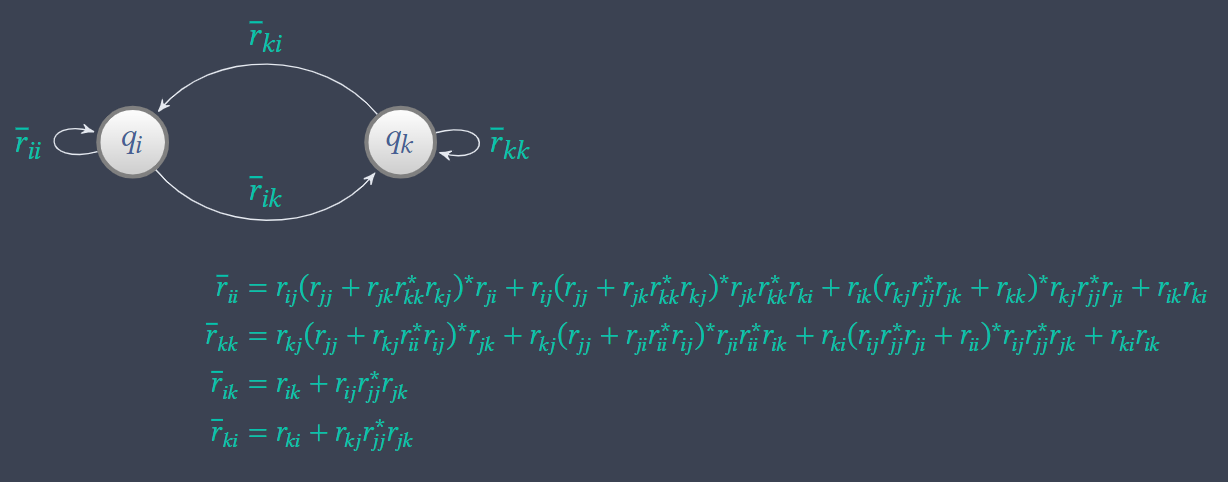 r̅ₖᵢ
r̅ᵢᵢ qᵢ qₖ r̅ₖₖ
r̅ᵢₖ
r̅ᵢᵢ = rᵢⱼ(rⱼⱼ + rⱼₖr*ₖₖrₖⱼ)*rⱼᵢ + rᵢⱼ(rⱼⱼ + rⱼₖr*ₖₖrₖⱼ)*rⱼₖr*ₖₖrₖᵢ + rᵢₖ(rₖⱼr*ⱼⱼrⱼₖ + rₖₖ)*rₖⱼr*ⱼⱼrⱼᵢ + rᵢₖrₖᵢ
r̅ₖₖ = rₖⱼ(rⱼⱼ + rₖⱼr*ᵢᵢrᵢⱼ)*rⱼₖ + rₖⱼ(rⱼⱼ + rⱼᵢr*ᵢᵢrᵢⱼ)*rⱼᵢr*ᵢᵢrᵢₖ + rₖᵢ(rᵢⱼr*ⱼⱼrⱼᵢ + rᵢᵢ)*rᵢⱼr*ⱼⱼrⱼₖ + rₖᵢrᵢₖ
r̅ᵢₖ = rᵢₖ + rᵢⱼr*ⱼⱼrⱼₖ
r̅ₖᵢ = rₖᵢ + rₖⱼr*ⱼⱼrⱼₖ